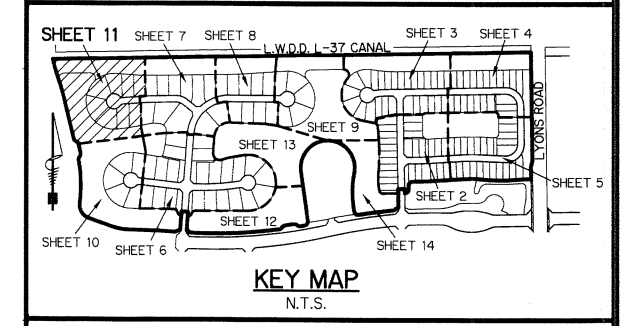 SHEET 11
SHEET 7
SHEET 8
L.W.D.D. L-37 CANAL
SHEET 3
SHEET 4
LYONS ROAD
SHEET 9
SHEET 13
SHEET 5
SHEET 2
SHEET 12
SHEET 10
SHEET 6
SHEET 14
KEY MAP
N.T.S.